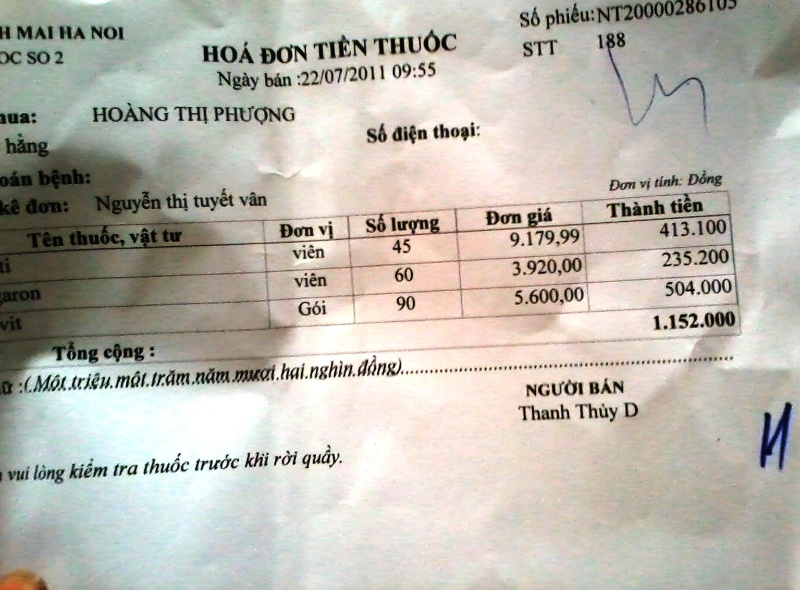 H MAI HA NOI
OC SO 2
HOÁ ĐƠN TIỀN THUỐC
Ngày bán :22/07/2011 09:55
Số phiếu: NT20000286105
STT 188
mua: HOÀNG THỊ PHƯỢNG
hằng
Số điện thoại:
oán bệnh:
kê đơn: Nguyễn thị tuyết vân
Đơn vị tính: Đồng
Tên thuốc, vật tư Đơn vị Số lượng Đơn giá Thành tiền
ti viên 45 9.179,99 413.100
garon viên 60 3.920,00 235.200
vit Gói 90 5.600,00 504.000
Tổng cộng : 1.152.000
ữ :(.Một.triệu.một.trăm.năm.mươi.hai.nghìn.đồng)
NGƯỜI BÁN
Thanh Thủy D
vui lòng kiểm tra thuốc trước khi rời quầy.